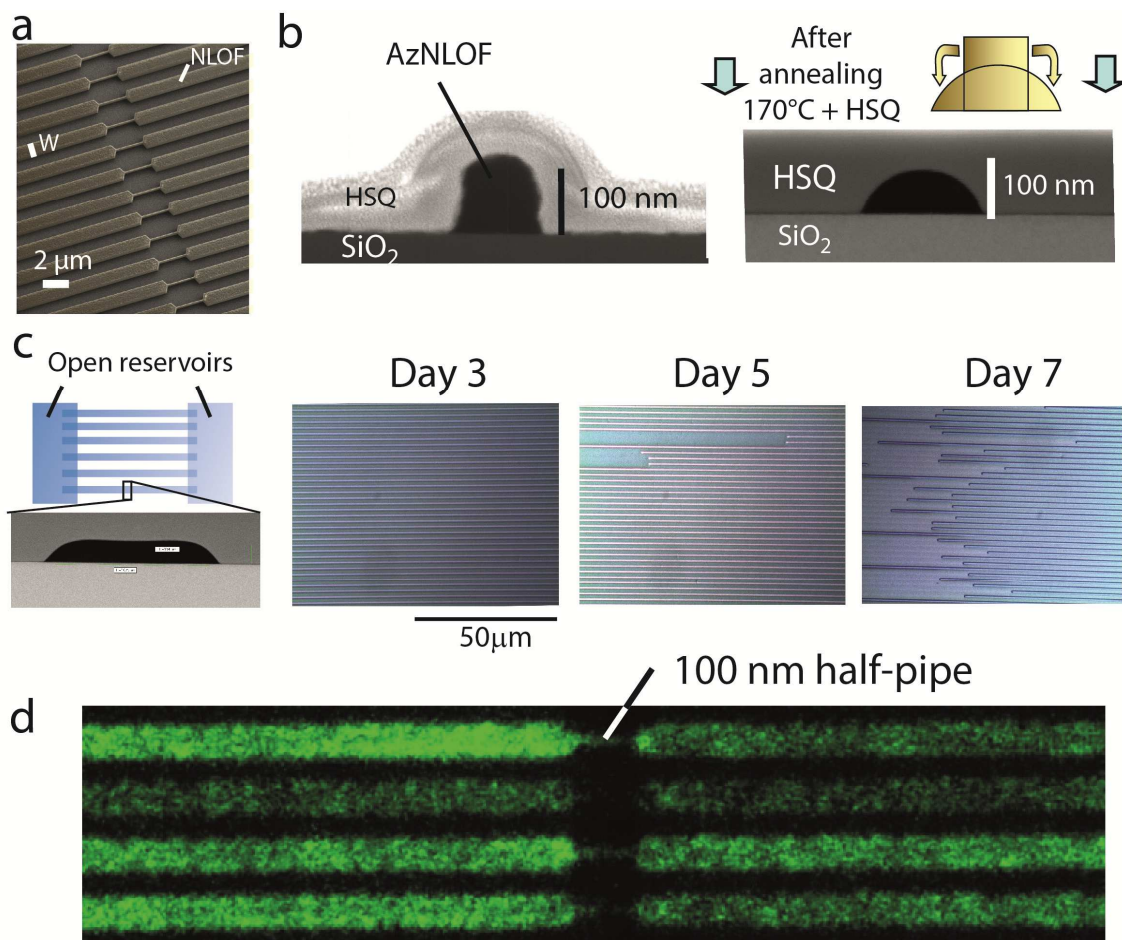 a
NLOF
W
2 μm
b
AzNLOF
HSQ
100 nm
SiO₂
After
annealing
170°C + HSQ
HSQ
100 nm
SiO₂
c
Open reservoirs
Day 3
Day 5
Day 7
50μm
100 nm half-pipe
d